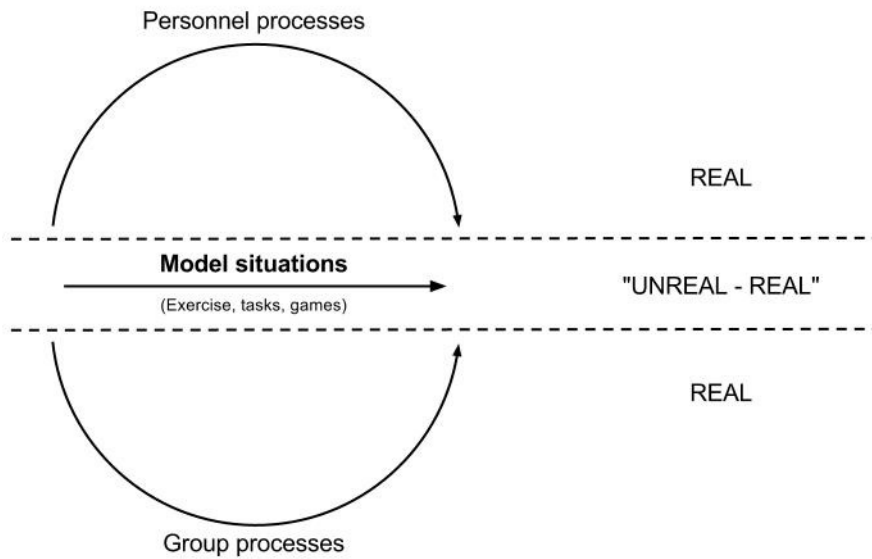 Personnel processes
REAL
Model situations
(Exercise, tasks, games)
"UNREAL - REAL"
REAL
Group processes